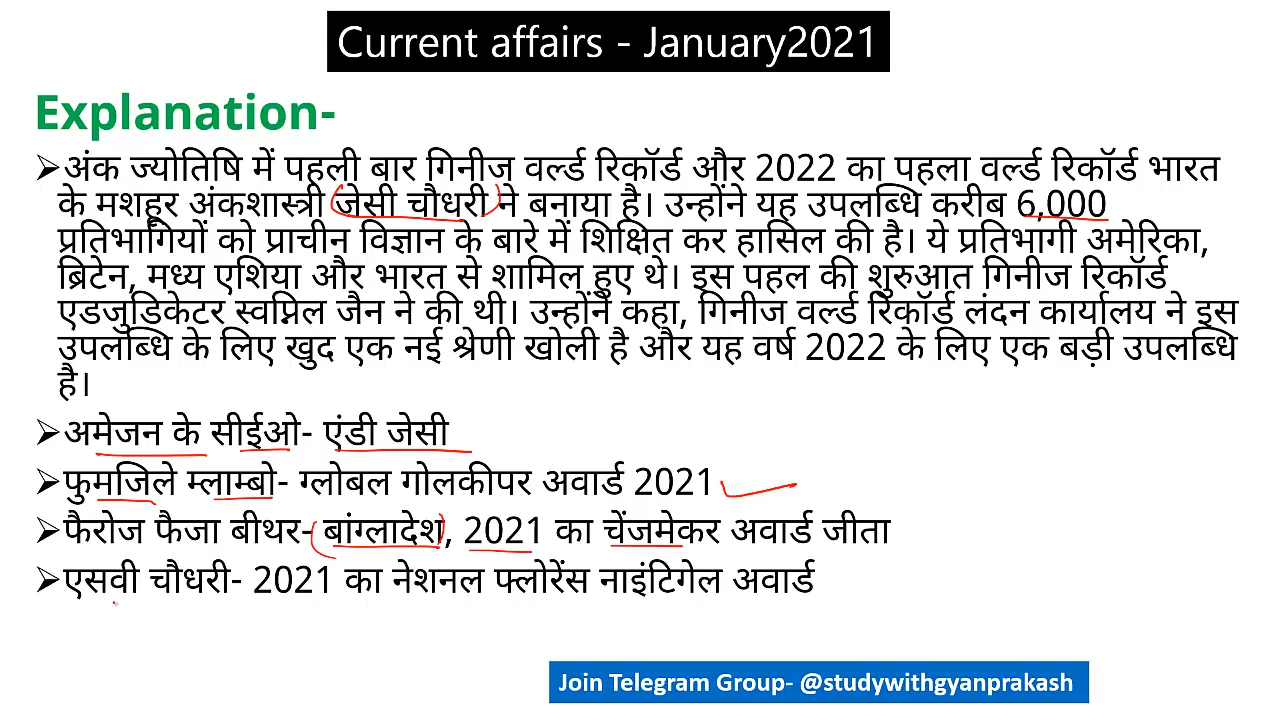 Current affairs - January2021
Explanation-
➢अंक ज्योतिषि में पहली बार गिनीज वर्ल्ड रिकॉर्ड और 2022 का पहला वर्ल्ड रिकॉर्ड भारत
के मशहूर अंकशास्त्री जेसी चौधरी ने बनाया है। उन्होंने यह उपलब्धि करीब 6,000
प्रतिभागियों को प्राचीन विज्ञान के बारे में शिक्षित कर हासिल की है। ये प्रतिभागी अमेरिका,
ब्रिटेन, मध्य एशिया और भारत से शामिल हुए थे। इस पहल की शुरुआत गिनीज रिकॉर्ड
एडजुडिकेटर स्वप्निल जैन ने की थी। उन्होंने कहा, गिनीज वर्ल्ड रिकॉर्ड लंदन कार्यालय ने इस
उपलब्धि के लिए खुद एक नई श्रेणी खोली है और यह वर्ष 2022 के लिए एक बड़ी उपलब्धि
है।
➢अमेजन के सीईओ- एंडी जेसी
➢फुमजिले म्लाम्बो- ग्लोबल गोलकीपर अवार्ड 2021
➢फैरोज फैजा बीथर- बांग्लादेश, 2021 का चेंजमेकर अवार्ड जीता
➢एसवी चौधरी- 2021 का नेशनल फ्लोरेंस नाइंटिगेल अवार्ड
Join Telegram Group- @studywithgyanprakash